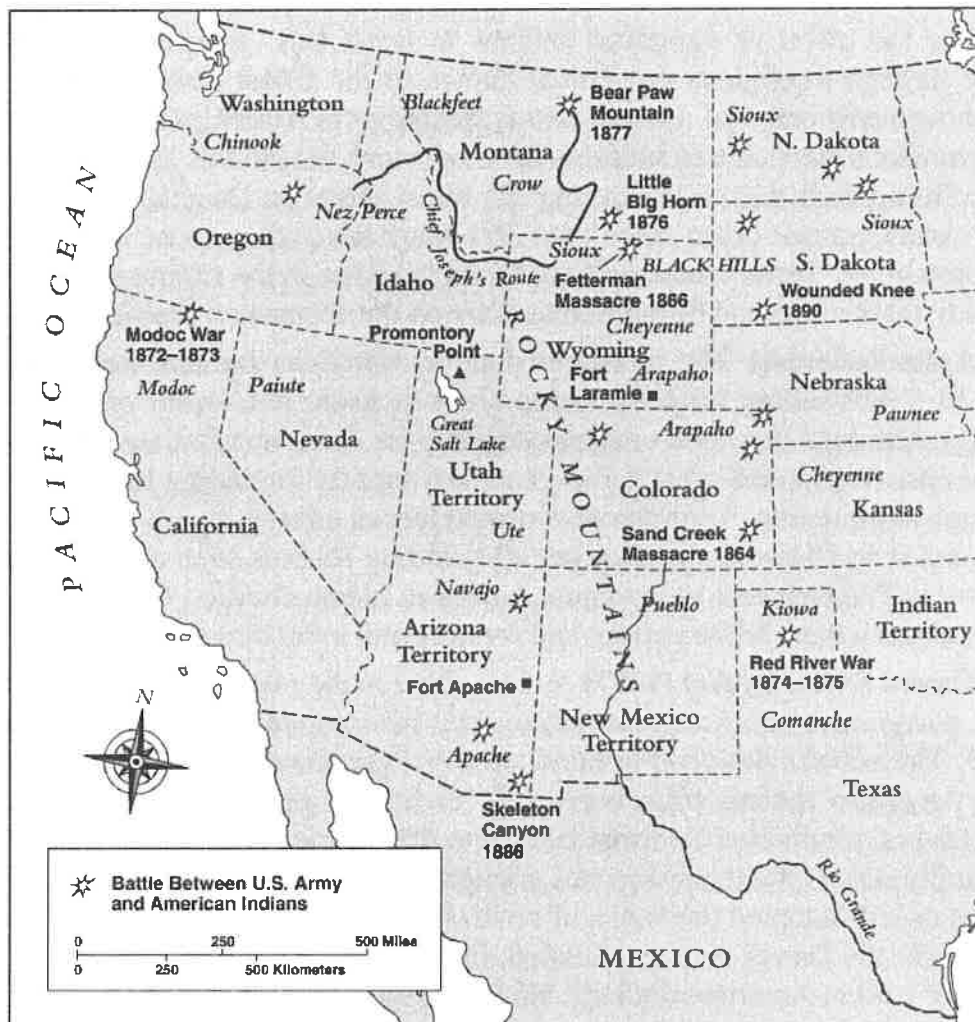 Washington
Chinook
Blackfeet
Montana
Crow
Bear Paw
Mountain
1877
Sioux
N. Dakota
Little
Big Horn
1876
Sioux
Oregon
Nez Perce
Chief Joseph's Route
Sioux
BLACK HILLS
S. Dakota
Idaho
Fetterman
Massacre 1866
Wounded Knee
1890
Modoc War
1872–1873
Modoc
Paiute
Promontory
Point
Cheyenne
Wyoming
Arapaho
Fort
Laramie
Nebraska
Pawnee
Nevada
Great
Salt Lake
Arapaho
Utah
Territory
Ute
Colorado
Cheyenne
Kansas
California
Sand Creek
Massacre 1864
ROCKY MOUNTAINS
PACIFIC OCEAN
Navajo
Arizona
Territory
Pueblo
Kiowa
Indian
Territory
Red River War
1874–1875
Fort Apache
New Mexico
Territory
Comanche
Apache
Texas
Skeleton
Canyon
1886
N
Rio Grande
MEXICO
Battle Between U.S. Army
and American Indians
0 250 500 Miles
0 250 500 Kilometers